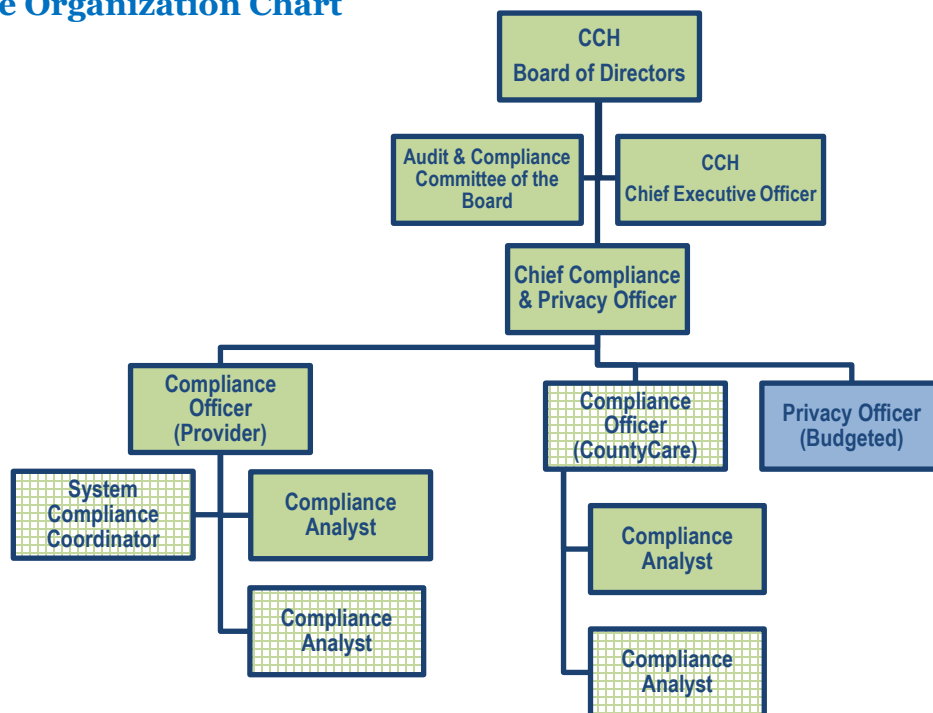 e Organization Chart
CCH
Board of Directors
Audit & Compliance
Committee of the
Board
CCH
Chief Executive Officer
Chief Compliance
& Privacy Officer
Compliance
Officer
(Provider)
Compliance
Officer
(CountyCare)
Privacy Officer
(Budgeted)
System
Compliance
Coordinator
Compliance
Analyst
Compliance
Analyst
Compliance
Analyst
Compliance
Analyst